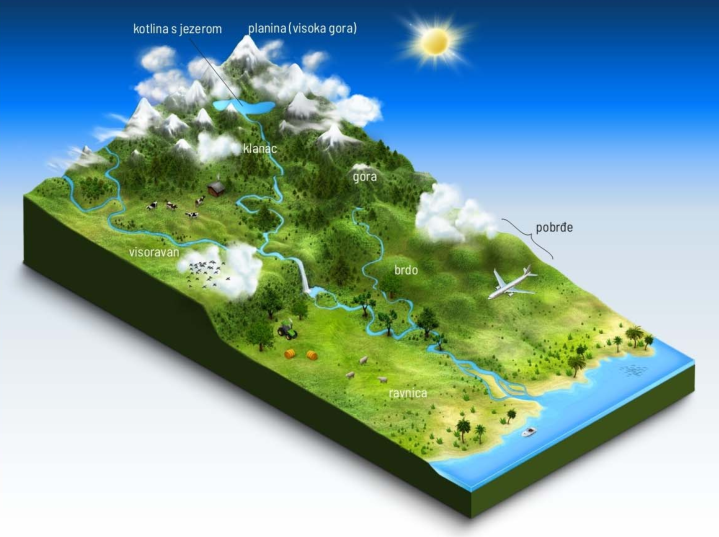 kotlina s jezerom
planina (visoka gora)
klanac
gora
pobrđe
visoravan
brdo
ravnica